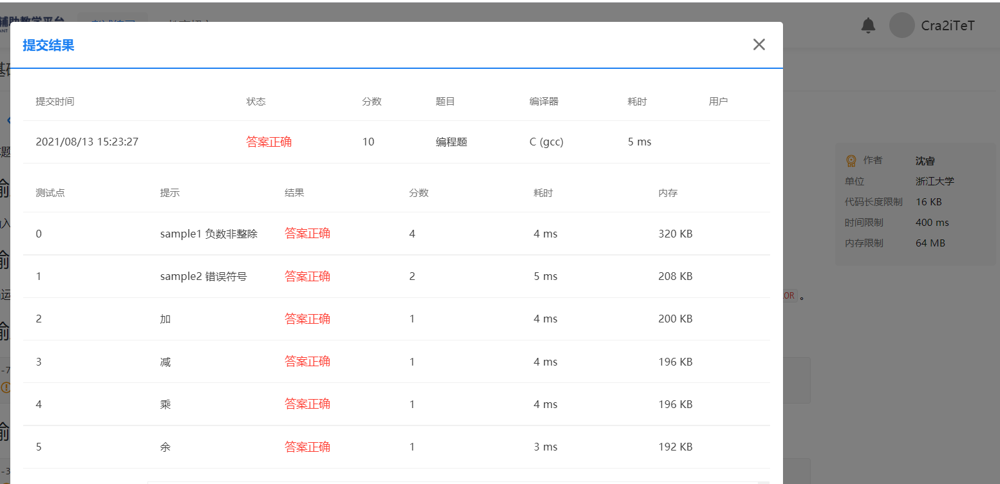 辅助教学平台
Cra2iTeT
提交结果
提交时间 状态 分数 题目 编译器 耗时 用户
2021/08/13 15:23:27 答案正确 10 编程题 C (gcc) 5 ms
测试点 提示 结果 分数 耗时 内存
0 sample1 负数非整除 答案正确 4 4 ms 320 KB
1 sample2 错误符号 答案正确 2 5 ms 208 KB
2 加 答案正确 1 4 ms 200 KB
3 减 答案正确 1 4 ms 196 KB
4 乘 答案正确 1 4 ms 196 KB
5 余 答案正确 1 3 ms 192 KB
作者 沈睿
单位 浙江大学
代码长度限制 16 KB
时间限制 400 ms
内存限制 64 MB
OR 。
-7
-3